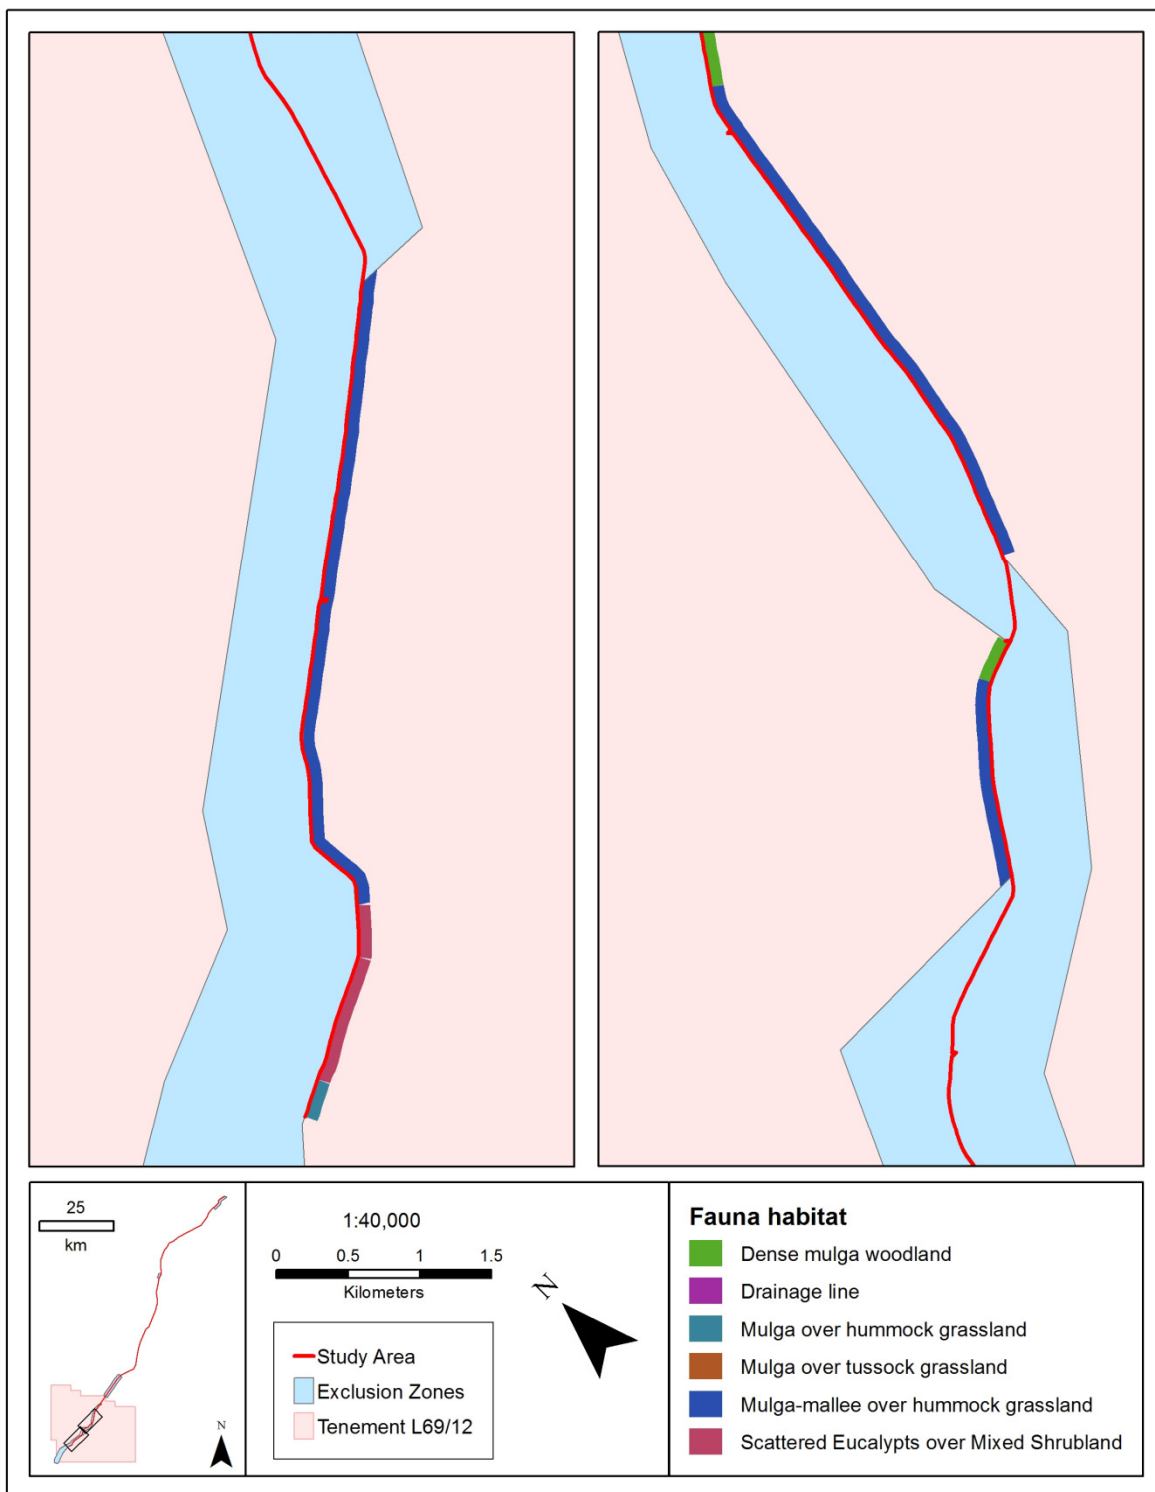 25
km
N
1:40,000
0 0.5 1 1.5
Kilometers
Study Area
Exclusion Zones
Tenement L69/12
N
Fauna habitat
Dense mulga woodland
Drainage line
Mulga over hummock grassland
Mulga over tussock grassland
Mulga-mallee over hummock grassland
Scattered Eucalypts over Mixed Shrubland